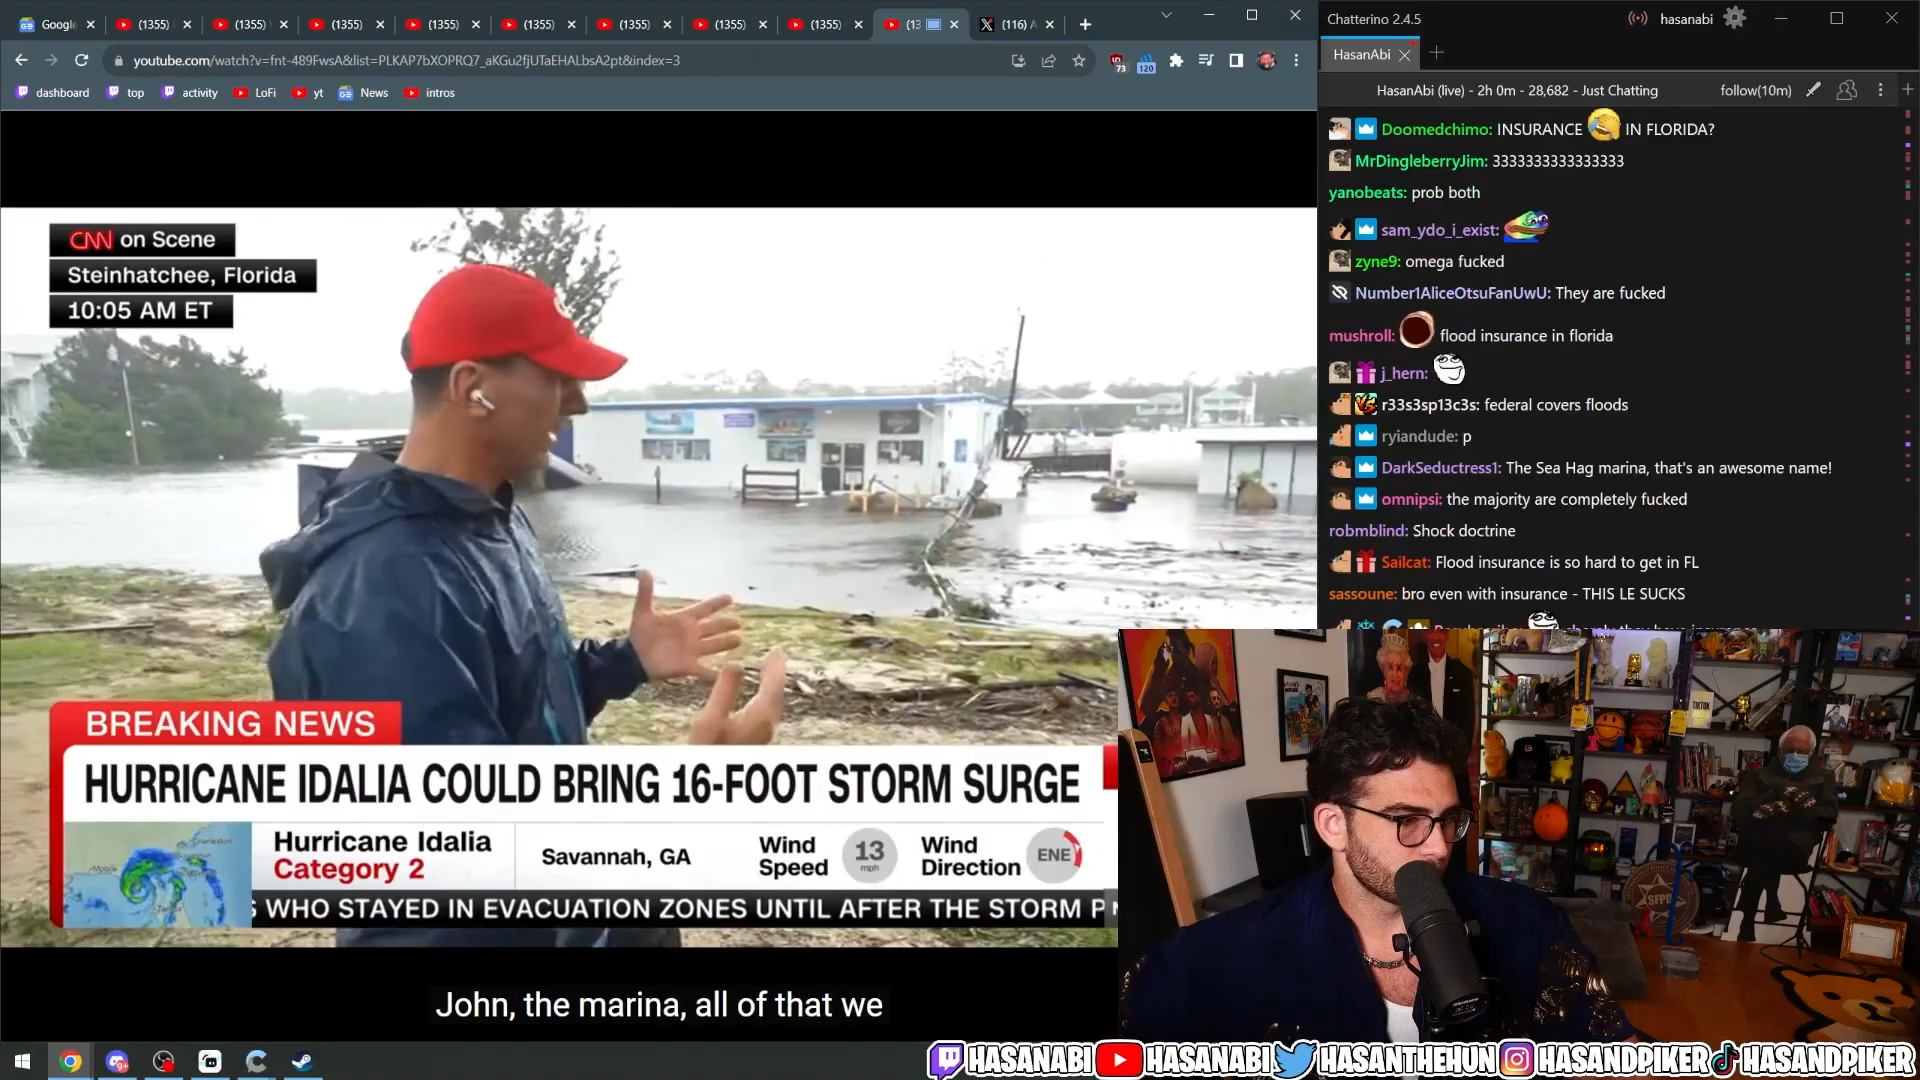 Google
(1355)
(1355)
(1355)
(1355)
(1355)
(1355)
(1355)
(1355)
(13
(116) A
youtube.com/watch?v=fnt-489FwsA&list=PLKAP7bXOPRQ7_aKGu2fjUTaEHALbsA2pt&index=3
73
120
dashboard
top
activity
LoFi
yt
News
intros
CNN on Scene
Steinhatchee, Florida
10:05 AM ET
BREAKING NEWS
HURRICANE IDALIA COULD BRING 16-FOOT STORM SURGE
Hurricane Idalia
Category 2
Savannah, GA
Wind Speed
13
mph
Wind Direction
ENE
WHO STAYED IN EVACUATION ZONES UNTIL AFTER THE STORM P
John, the marina, all of that we
Chatterino 2.4.5
hasanabi
HasanAbi
HasanAbi (live) - 2h 0m - 28,682 - Just Chatting
follow(10m)
Doomedchimo: INSURANCE IN FLORIDA?
MrDingleberryJim: 3333333333333333
yanobeats: prob both
sam_ydo_i_exist:
zyne9: omega fucked
Number1AliceOtsuFanUwU: They are fucked
mushroll: flood insurance in florida
j_hern:
r33s3sp13c3s: federal covers floods
ryiandude: p
DarkSeductress1: The Sea Hag marina, that's an awesome name!
omnipsi: the majority are completely fucked
robmblind: Shock doctrine
Sailcat: Flood insurance is so hard to get in FL
sassoune: bro even with insurance - THIS LE SUCKS
HASANABI HASANABI HASANTHEHUN HASANDPIKER HASANDPIKER